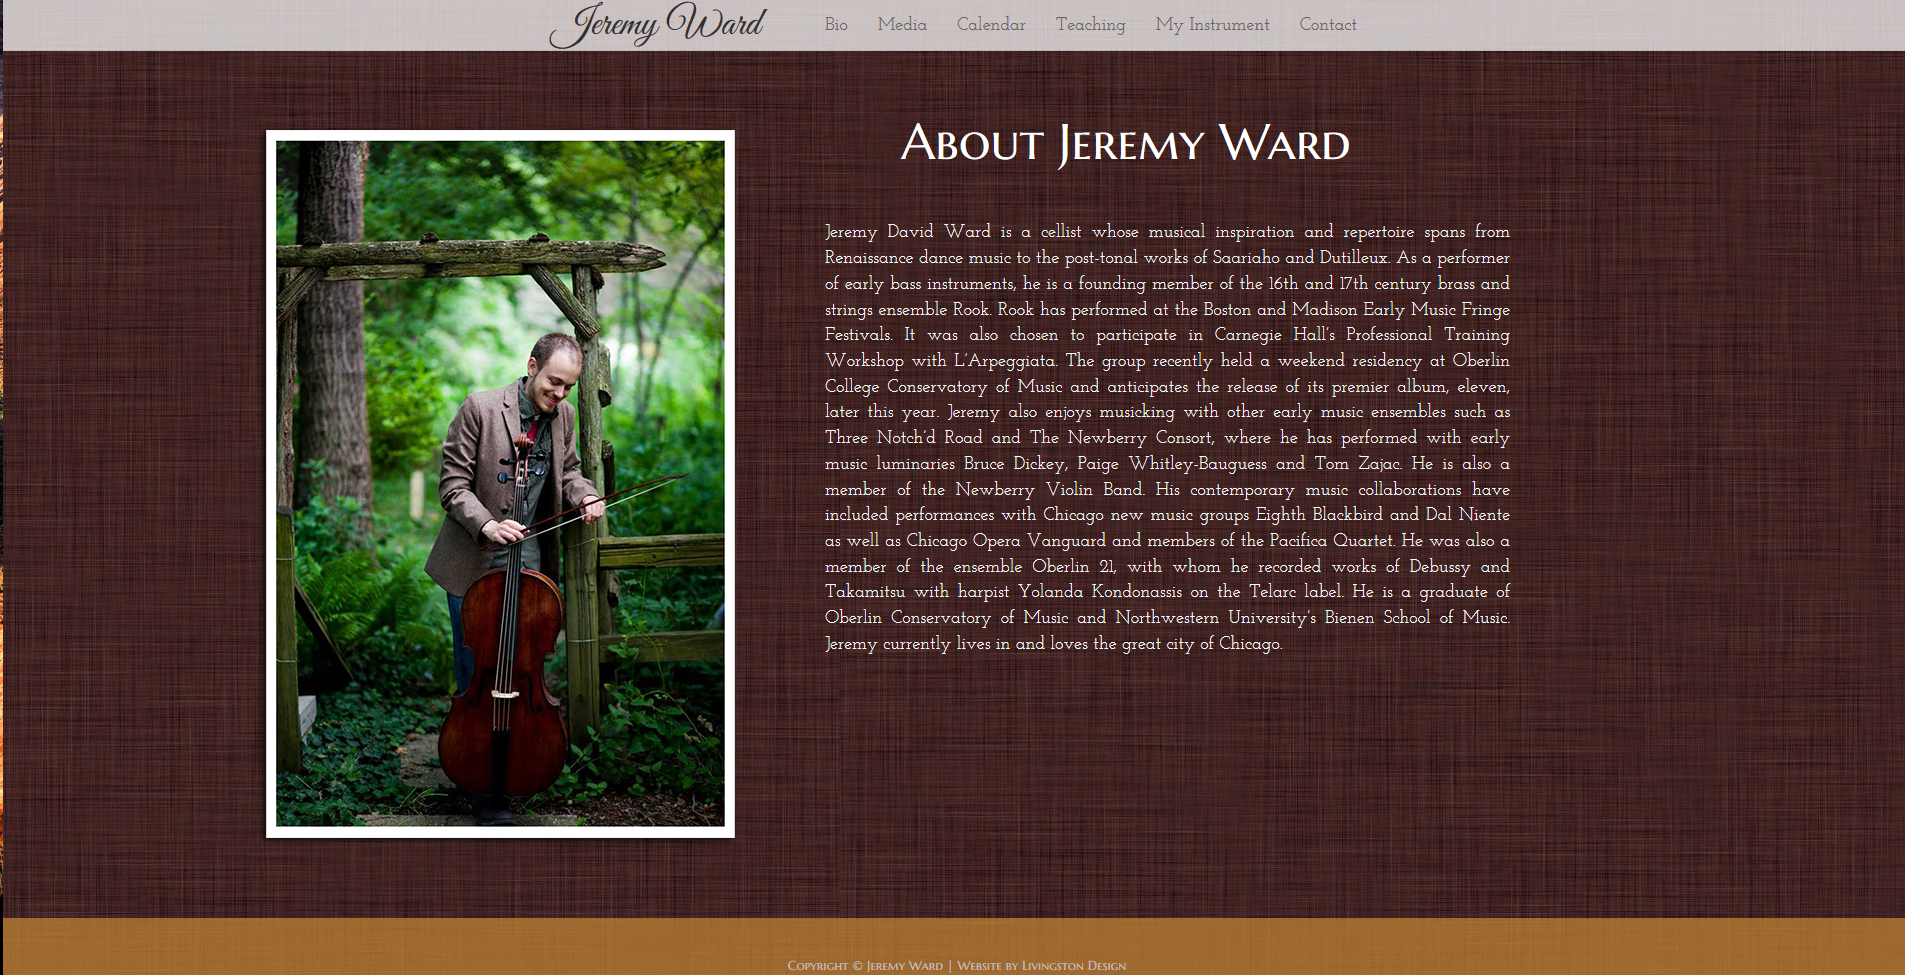 Jeremy Ward
Bio Media Calendar Teaching My Instrument Contact
About Jeremy Ward
Jeremy David Ward is a cellist whose musical inspiration and repertoire spans from
Renaissance dance music to the post-tonal works of Saariaho and Dutilleux. As a performer
of early bass instruments, he is a founding member of the 16th and 17th century brass and
strings ensemble Rook. Rook has performed at the Boston and Madison Early Music Fringe
Festivals. It was also chosen to participate in Carnegie Hall's Professional Training
Workshop with L'Arpeggiata. The group recently held a weekend residency at Oberlin
College Conservatory of Music and anticipates the release of its premier album, eleven,
later this year. Jeremy also enjoys musicking with other early music ensembles such as
Three Notch'd Road and The Newberry Consort, where he has performed with early
music luminaries Bruce Dickey, Paige Whitley-Bauguess and Tom Zajac. He is also a
member of the Newberry Violin Band. His contemporary music collaborations have
included performances with Chicago new music groups Eighth Blackbird and Dal Niente
as well as Chicago Opera Vanguard and members of the Pacifica Quartet. He was also a
member of the ensemble Oberlin 21, with whom he recorded works of Debussy and
Takamitsu with harpist Yolanda Kondonassis on the Telarc label. He is a graduate of
Oberlin Conservatory of Music and Northwestern University's Bienen School of Music.
Jeremy currently lives in and loves the great city of Chicago.
Copyright © Jeremy Ward | Website by Livingston Design